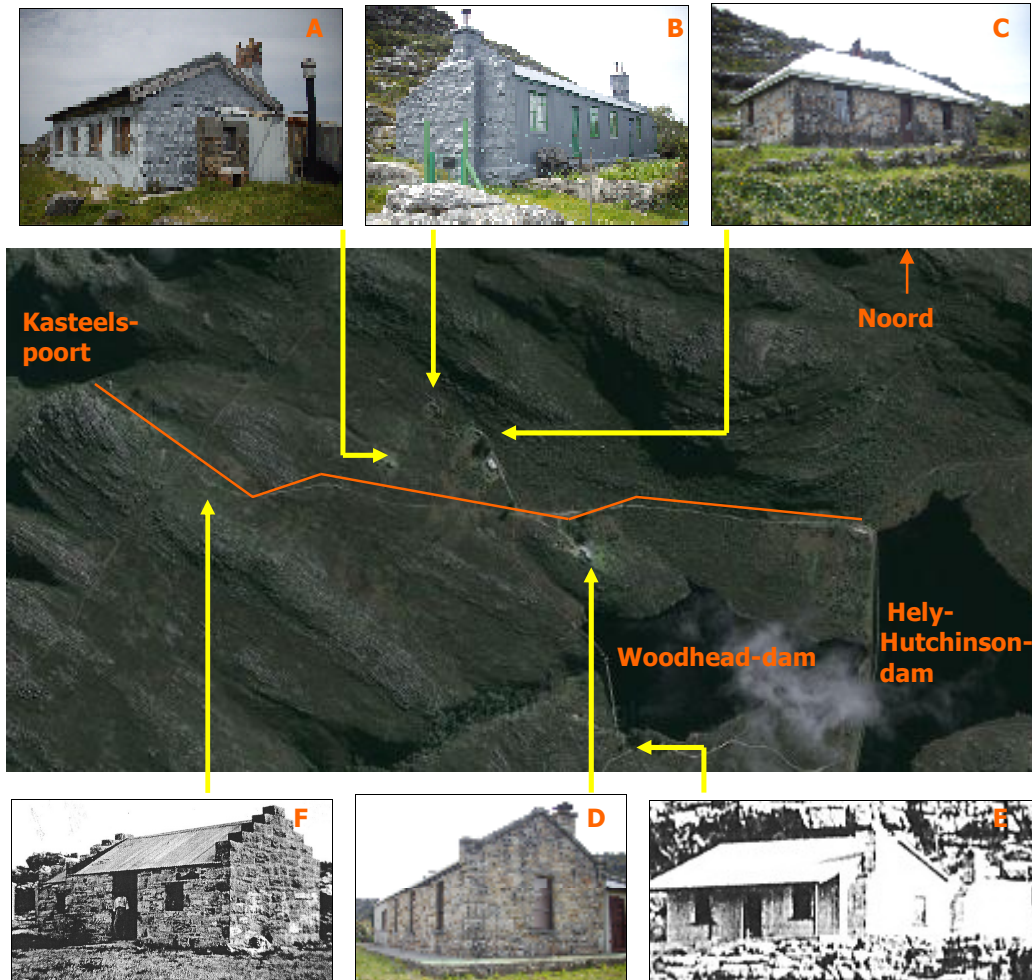 A
B
C
Kasteels-
poort
Noord
Hely-
Hutchinson-
dam
Woodhead-dam
F
D
E